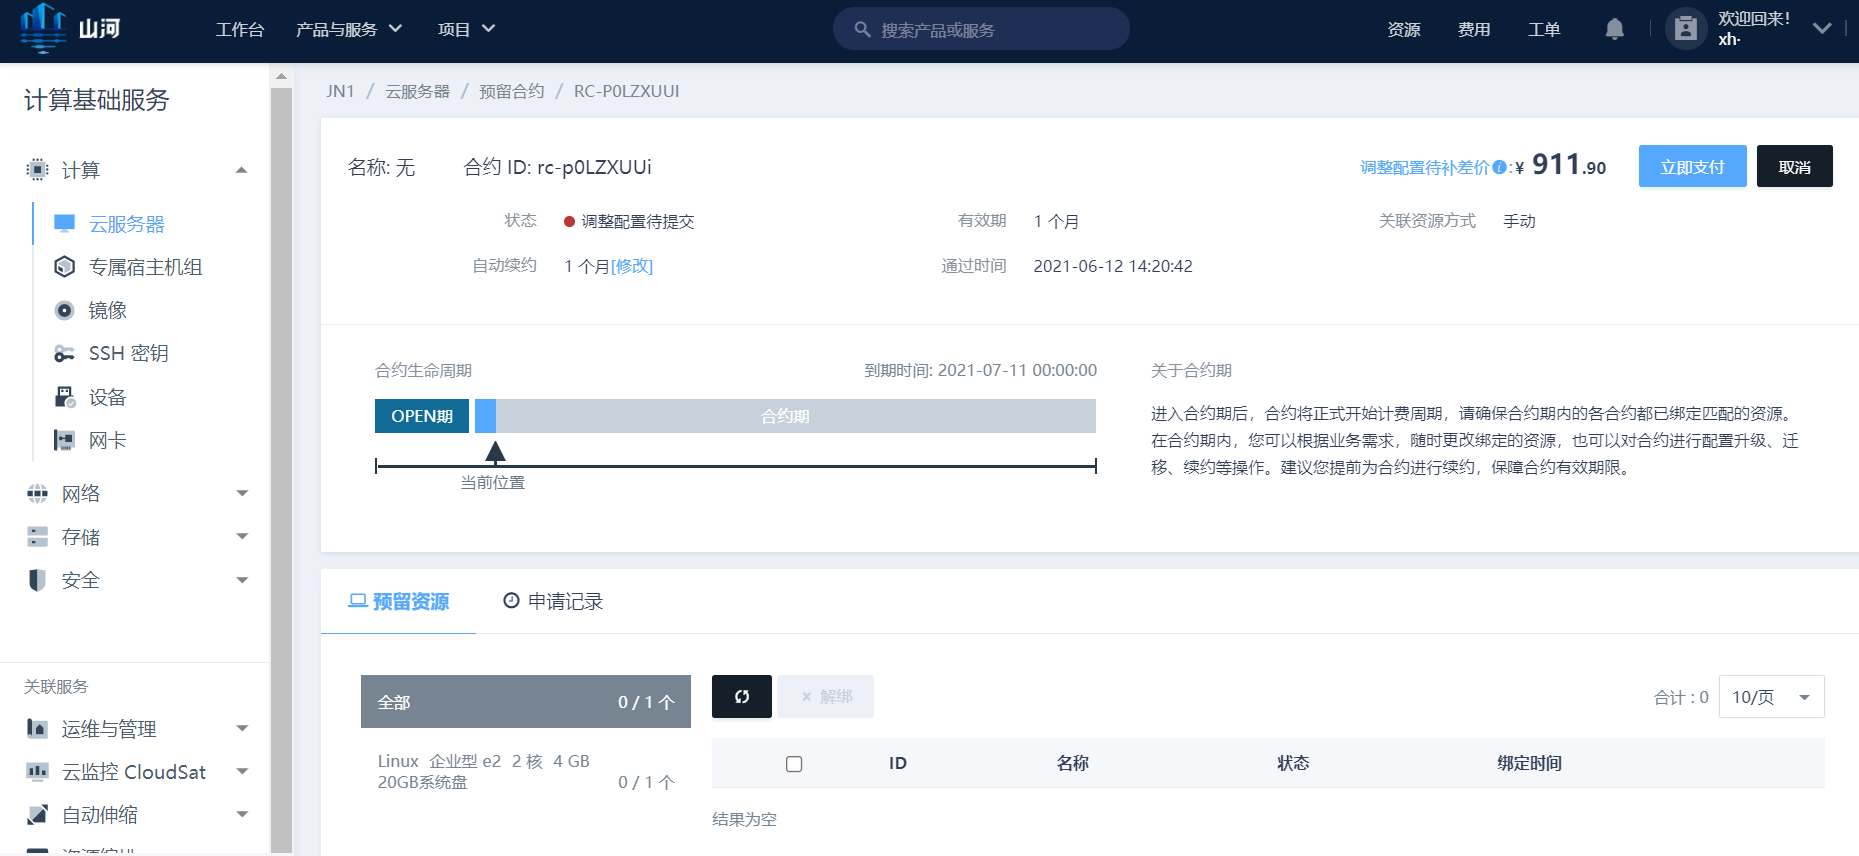 山河
工作台
产品与服务
项目
搜索产品或服务
资源
费用
工单
欢迎回来！
xh·
计算基础服务
计算
云服务器
专属宿主机组
镜像
SSH 密钥
设备
网卡
网络
存储
安全
关联服务
运维与管理
云监控 CloudSat
自动伸缩
JN1 / 云服务器 / 预留合约 / RC-P0LZXUUI
名称: 无
合约 ID: rc-p0LZXUUi
调整配置待补差价 : ¥ 911.90
立即支付
取消
状态 调整配置待提交
有效期 1 个月
关联资源方式 手动
自动续约 1 个月[修改]
通过时间 2021-06-12 14:20:42
合约生命周期
到期时间: 2021-07-11 00:00:00
OPEN期
合约期
当前位置
关于合约期
进入合约期后，合约将正式开始计费周期，请确保合约期内的各合约都已绑定匹配的资源。
在合约期内，您可以根据业务需求，随时更改绑定的资源，也可以对合约进行配置升级、迁
移、续约等操作。建议您提前为合约进行续约，保障合约有效期限。
预留资源
申请记录
全部 0 / 1 个
Linux 企业型 e2 2 核 4 GB
20GB系统盘 0 / 1 个
× 解绑
合计 : 0
10/页
ID 名称 状态 绑定时间
结果为空